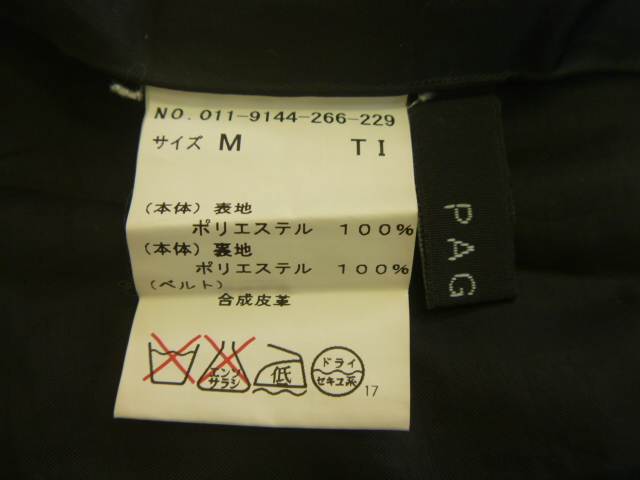 NO. 011-9144-266-229
サイズ M TI
(本体) 表地
ポリエステル 100%
(本体) 裏地
ポリエステル 100%
(ベルト)
合成皮革
エンソ サラシ
低
ドライ セキユ系
17
PAG